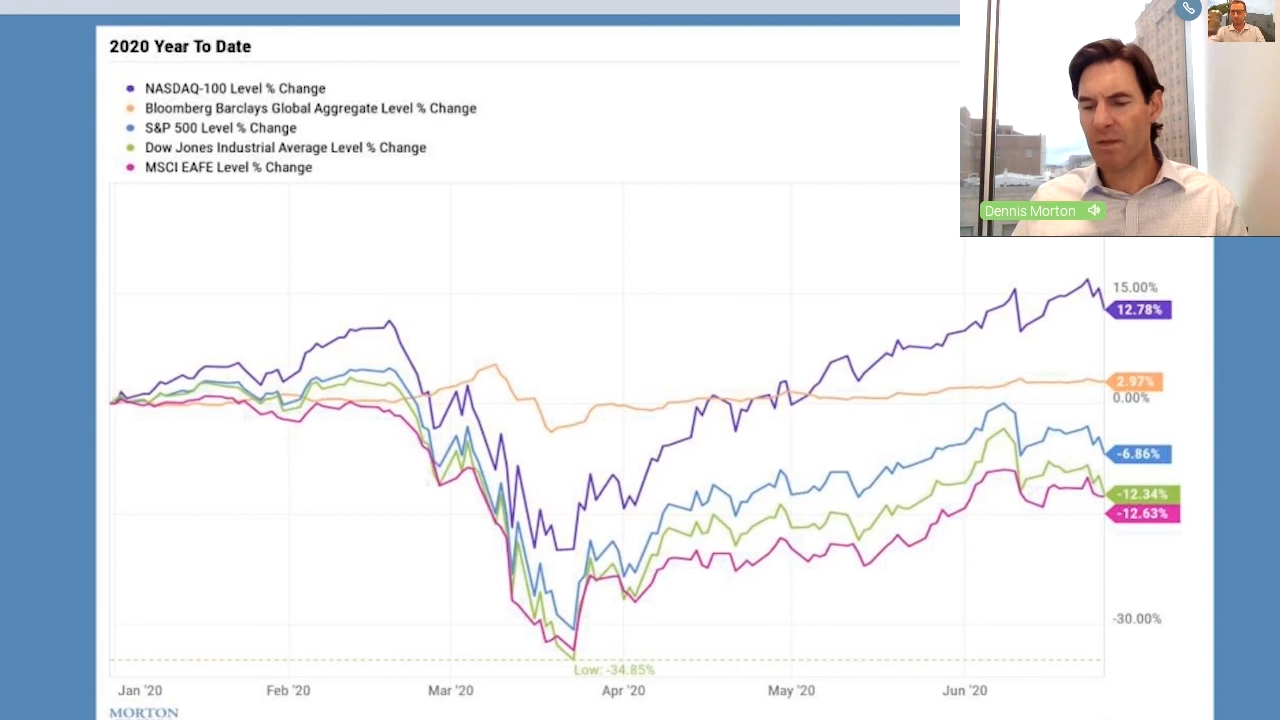 2020 Year To Date
NASDAQ-100 Level % Change
Bloomberg Barclays Global Aggregate Level % Change
S&P 500 Level % Change
Dow Jones Industrial Average Level % Change
MSCI EAFE Level % Change
Dennis Morton
15.00%
12.78%
2.97%
0.00%
-6.86%
-12.34%
-12.63%
-30.00%
Low: -34.85%
Jan '20 Feb '20 Mar '20 Apr '20 May '20 Jun '20
MORTON